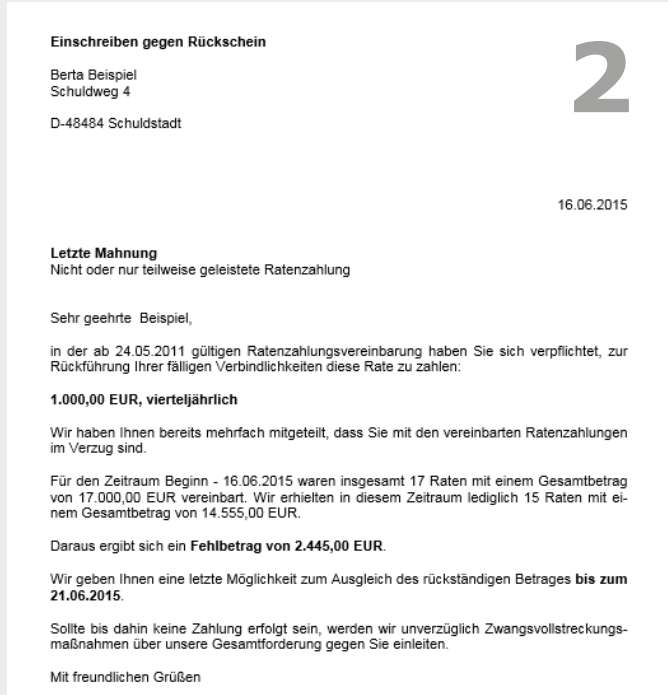 Einschreiben gegen Rückschein
2
Berta Beispiel
Schuldweg 4
D-48484 Schuldstadt
16.06.2015
Letzte Mahnung
Nicht oder nur teilweise geleistete Ratenzahlung
Sehr geehrte  Beispiel,
in der ab 24.05.2011 gültigen Ratenzahlungsvereinbarung haben Sie sich verpflichtet, zur
Rückführung Ihrer fälligen Verbindlichkeiten diese Rate zu zahlen:
1.000,00 EUR, vierteljährlich
Wir haben Ihnen bereits mehrfach mitgeteilt, dass Sie mit den vereinbarten Ratenzahlungen
im Verzug sind.
Für den Zeitraum Beginn - 16.06.2015 waren insgesamt 17 Raten mit einem Gesamtbetrag
von 17.000,00 EUR vereinbart. Wir erhielten in diesem Zeitraum lediglich 15 Raten mit ei-
nem Gesamtbetrag von 14.555,00 EUR.
Daraus ergibt sich ein Fehlbetrag von 2.445,00 EUR.
Wir geben Ihnen eine letzte Möglichkeit zum Ausgleich des rückständigen Betrages bis zum
21.06.2015.
Sollte bis dahin keine Zahlung erfolgt sein, werden wir unverzüglich Zwangsvollstreckungs-
maßnahmen über unsere Gesamtforderung gegen Sie einleiten.
Mit freundlichen Grüßen